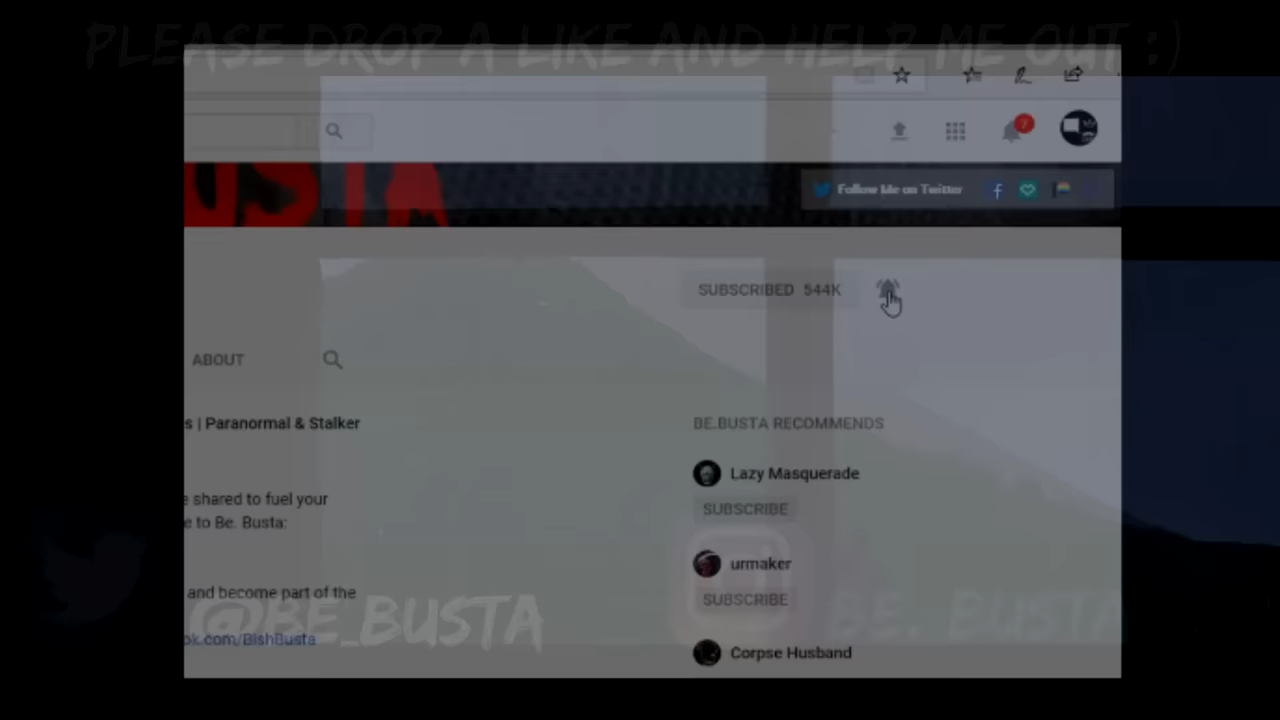 PLEASE DROP A LIKE AND HELP ME OUT :)
7
USTA
Follow Me on Twitter
SUBSCRIBED 544K
ABOUT
s | Paranormal & Stalker
BE.BUSTA RECOMMENDS
Lazy Masquerade
e shared to fuel your
SUBSCRIBE
e to Be. Busta:
urmaker
and become part of the
SUBSCRIBE
@BE_BUSTA
BE. BUSTA
ok.com/BishBusta
Corpse Husband